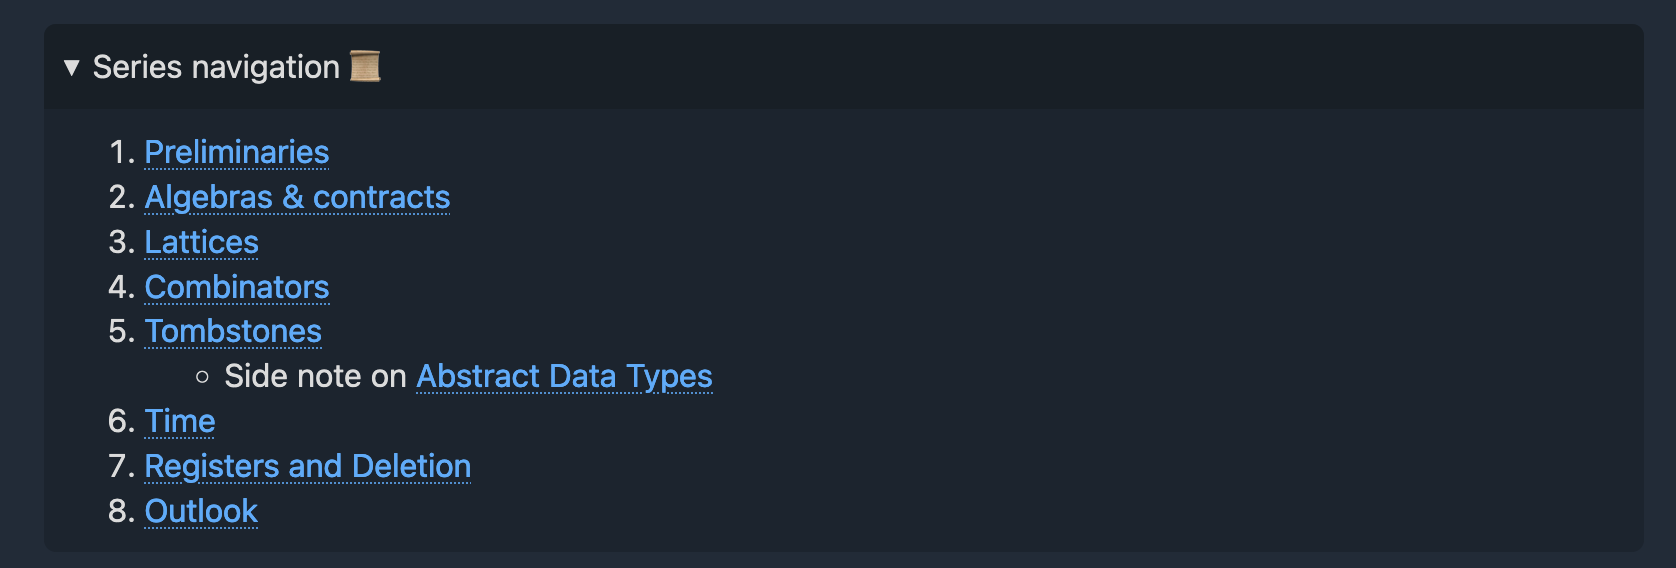 ▼ Series navigation 📜
1. Preliminaries
2. Algebras & contracts
3. Lattices
4. Combinators
5. Tombstones
◦ Side note on Abstract Data Types
6. Time
7. Registers and Deletion
8. Outlook